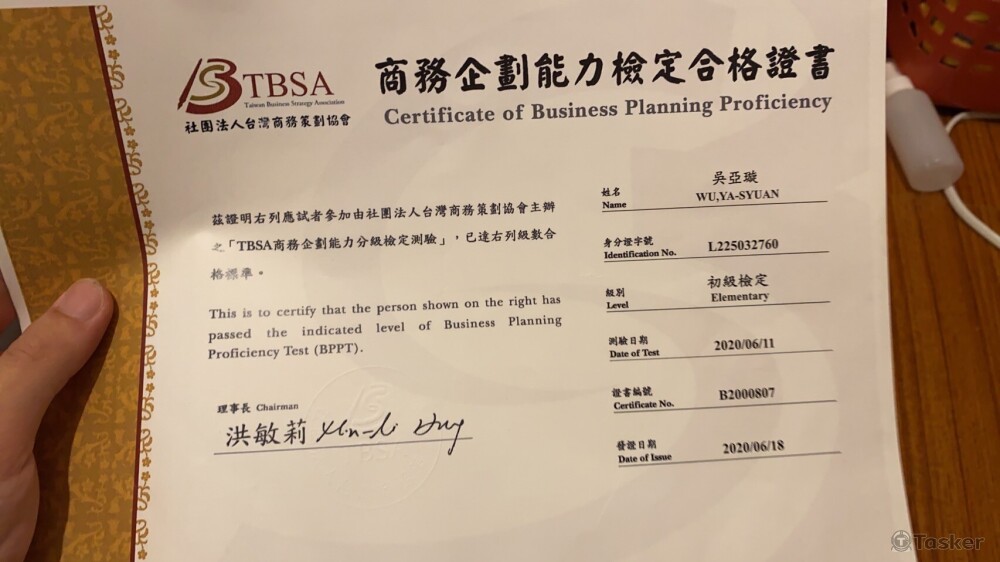 TBSA
Taiwan Business Strategy Association
社團法人台灣商務策劃協會
商務企劃能力檢定合格證書
Certificate of Business Planning Proficiency
茲證明右列應試者參加由社團法人台灣商務策劃協會主辦
之「TBSA商務企劃能力分級檢定測驗」，已達右列級數合
格標準。
This is to certify that the person shown on the right has
passed the indicated level of Business Planning
Proficiency Test (BPPT).
理事長 Chairman
洪敏莉
姓名
Name
吳亞璇
WU,YA-SYUAN
身分證字號
Identification No.
L225032760
級別
Level
初級檢定
Elementary
測驗日期
Date of Test
2020/06/11
證書編號
Certificate No.
B2000807
發證日期
Date of Issue
2020/06/18
Tasker